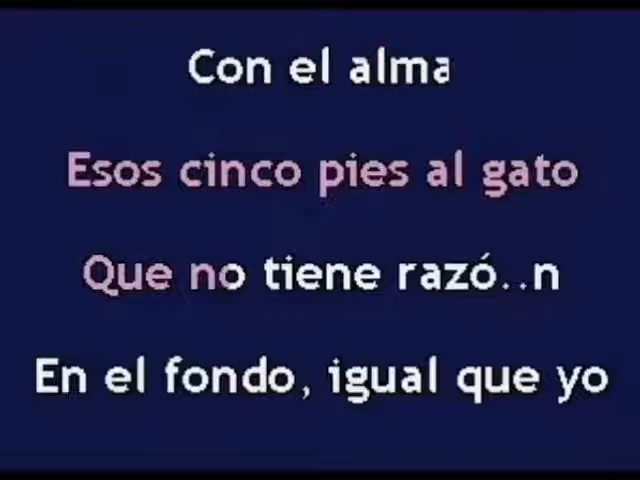 Con el alma
Esos cinco pies al gato
Que no tiene razó..n
En el fondo, igual que yo